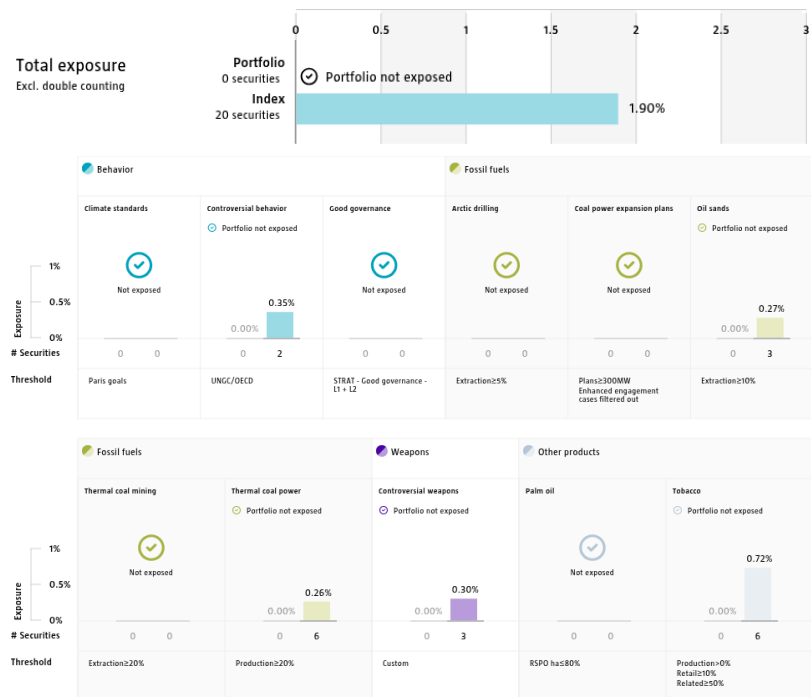 0 0.5 1 1.5 2 2.5 3
Total exposure
Excl. double counting
Portfolio
0 securities
Portfolio not exposed
Index
20 securities
1.90%
Behavior
Fossil fuels
Climate standards
Controversial behavior
Good governance
Arctic drilling
Coal power expansion plans
Oil sands
Portfolio not exposed
Portfolio not exposed
1%
0.5%
0%
Exposure
Not exposed
0.00% 0.35%
Not exposed
Not exposed
Not exposed
0.00% 0.27%
# Securities
0 0 0 2 0 0 0 0 0 0 0 3
Threshold
Paris goals
UNGC/OECD
STRAT - Good governance -
L1 + L2
Extraction≥5%
Plans≥300MW
Enhanced engagement
cases filtered out
Extraction≥10%
Fossil fuels
Weapons
Other products
Thermal coal mining
Thermal coal power
Controversial weapons
Palm oil
Tobacco
Portfolio not exposed
Portfolio not exposed
Portfolio not exposed
1%
0.5%
0%
Exposure
Not exposed
0.00% 0.26%
0.00% 0.30%
Not exposed
0.00% 0.72%
# Securities
0 0 0 6 0 3 0 0 0 6
Threshold
Extraction≥20%
Production≥20%
Custom
RSPO ha≤80%
Production>0%
Retail≥10%
Related≥50%